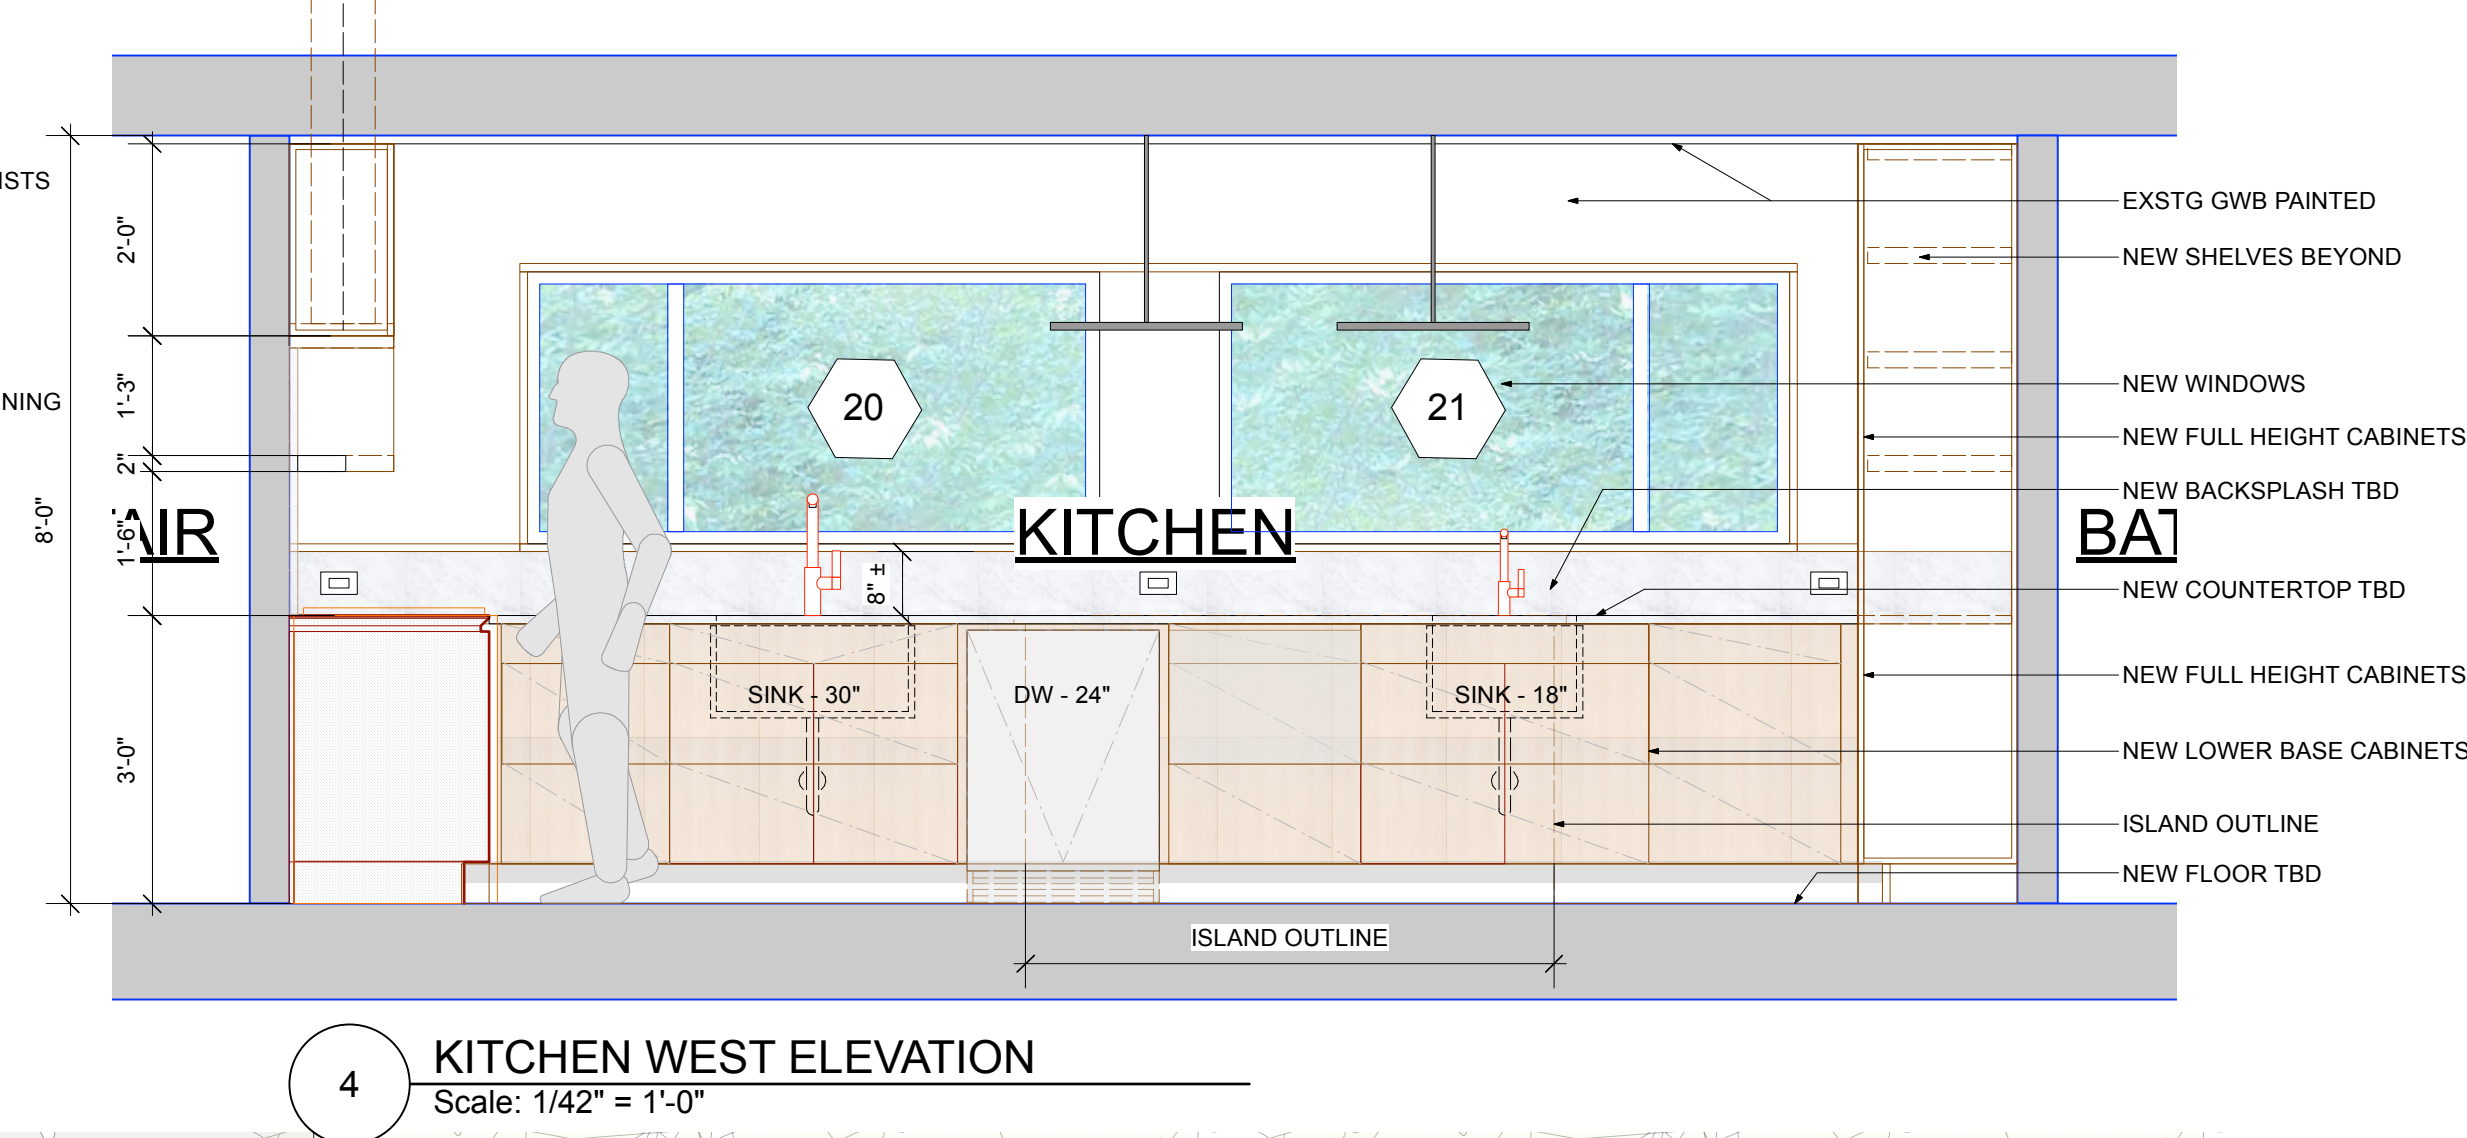 ISTS
NING
8'-0"
2'-0"
1'-3"
2"
1'-6"
3'-0"
AIR
20
21
KITCHEN
BAT
8" ±
SINK - 30"
DW - 24"
SINK - 18"
EXSTG GWB PAINTED
NEW SHELVES BEYOND
NEW WINDOWS
NEW FULL HEIGHT CABINETS
NEW BACKSPLASH TBD
NEW COUNTERTOP TBD
NEW FULL HEIGHT CABINETS
NEW LOWER BASE CABINETS
ISLAND OUTLINE
NEW FLOOR TBD
ISLAND OUTLINE
4
KITCHEN WEST ELEVATION
Scale: 1/42" = 1'-0"